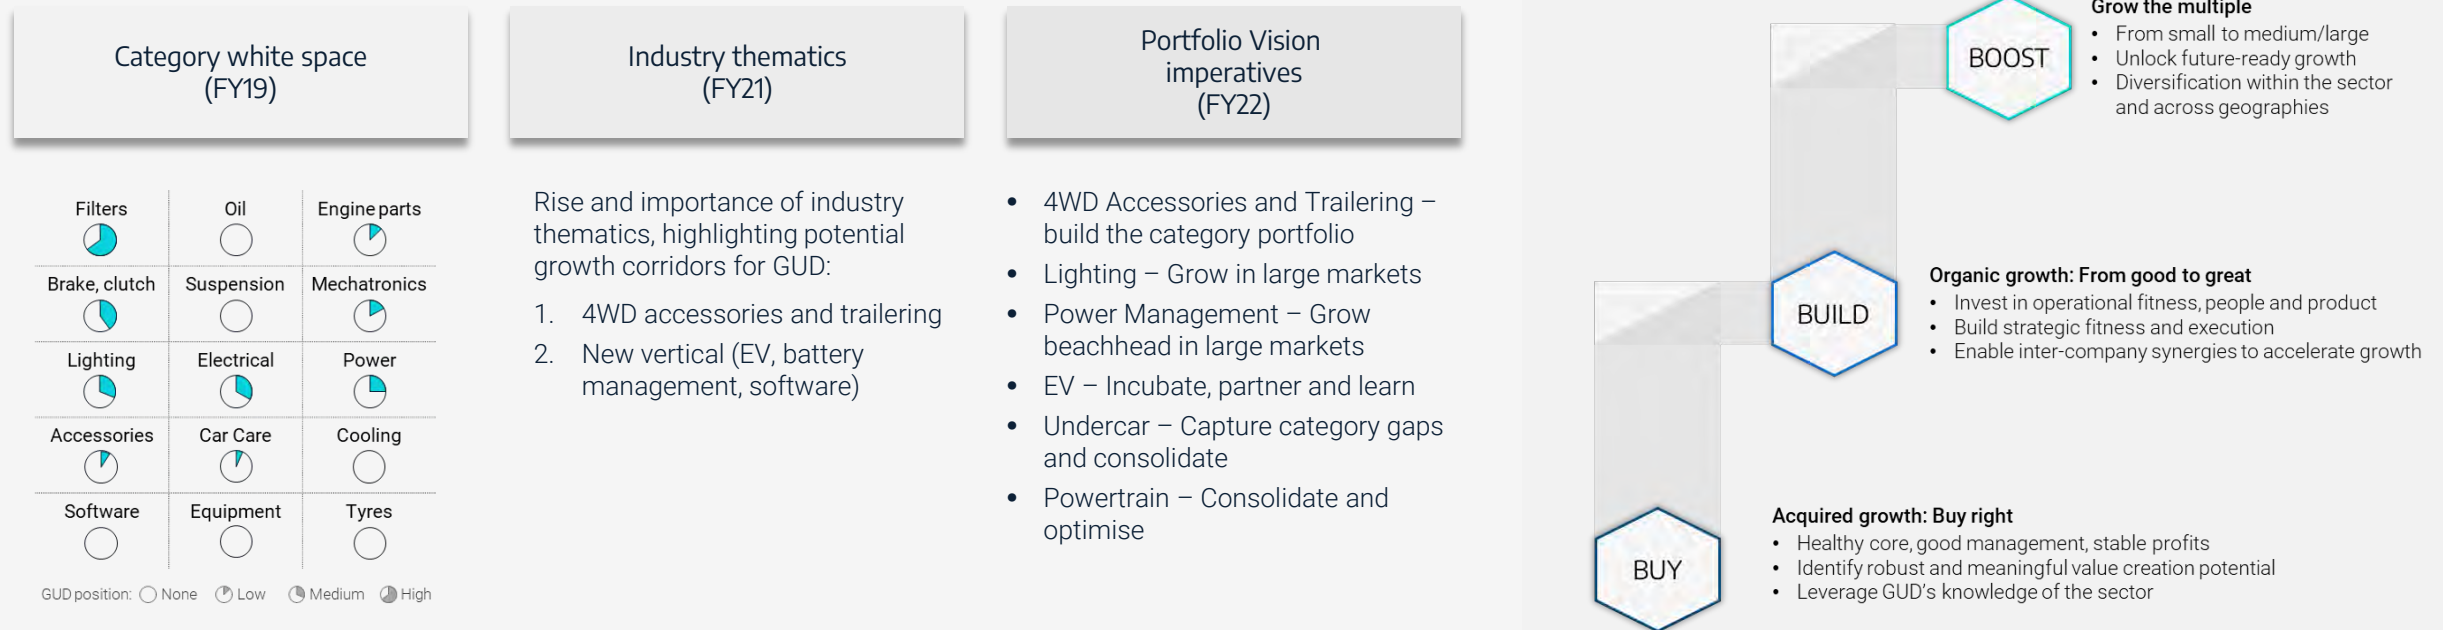 Category white space
(FY19)
Filters
Oil
Engine parts
Brake, clutch
Suspension
Mechatronics
Lighting
Electrical
Power
Accessories
Car Care
Cooling
Software
Equipment
Tyres
GUD position: None Low Medium High
Industry thematics
(FY21)
Rise and importance of industry
thematics, highlighting potential
growth corridors for GUD:
1. 4WD accessories and trailering
2. New vertical (EV, battery
management, software)
Portfolio Vision
imperatives
(FY22)
• 4WD Accessories and Trailering –
build the category portfolio
• Lighting – Grow in large markets
• Power Management – Grow
beachhead in large markets
• EV – Incubate, partner and learn
• Undercar – Capture category gaps
and consolidate
• Powertrain – Consolidate and
optimise
BOOST
Grow the multiple
• From small to medium/large
• Unlock future-ready growth
• Diversification within the sector
and across geographies
BUILD
Organic growth: From good to great
• Invest in operational fitness, people and product
• Build strategic fitness and execution
• Enable inter-company synergies to accelerate growth
BUY
Acquired growth: Buy right
• Healthy core, good management, stable profits
• Identify robust and meaningful value creation potential
• Leverage GUD's knowledge of the sector